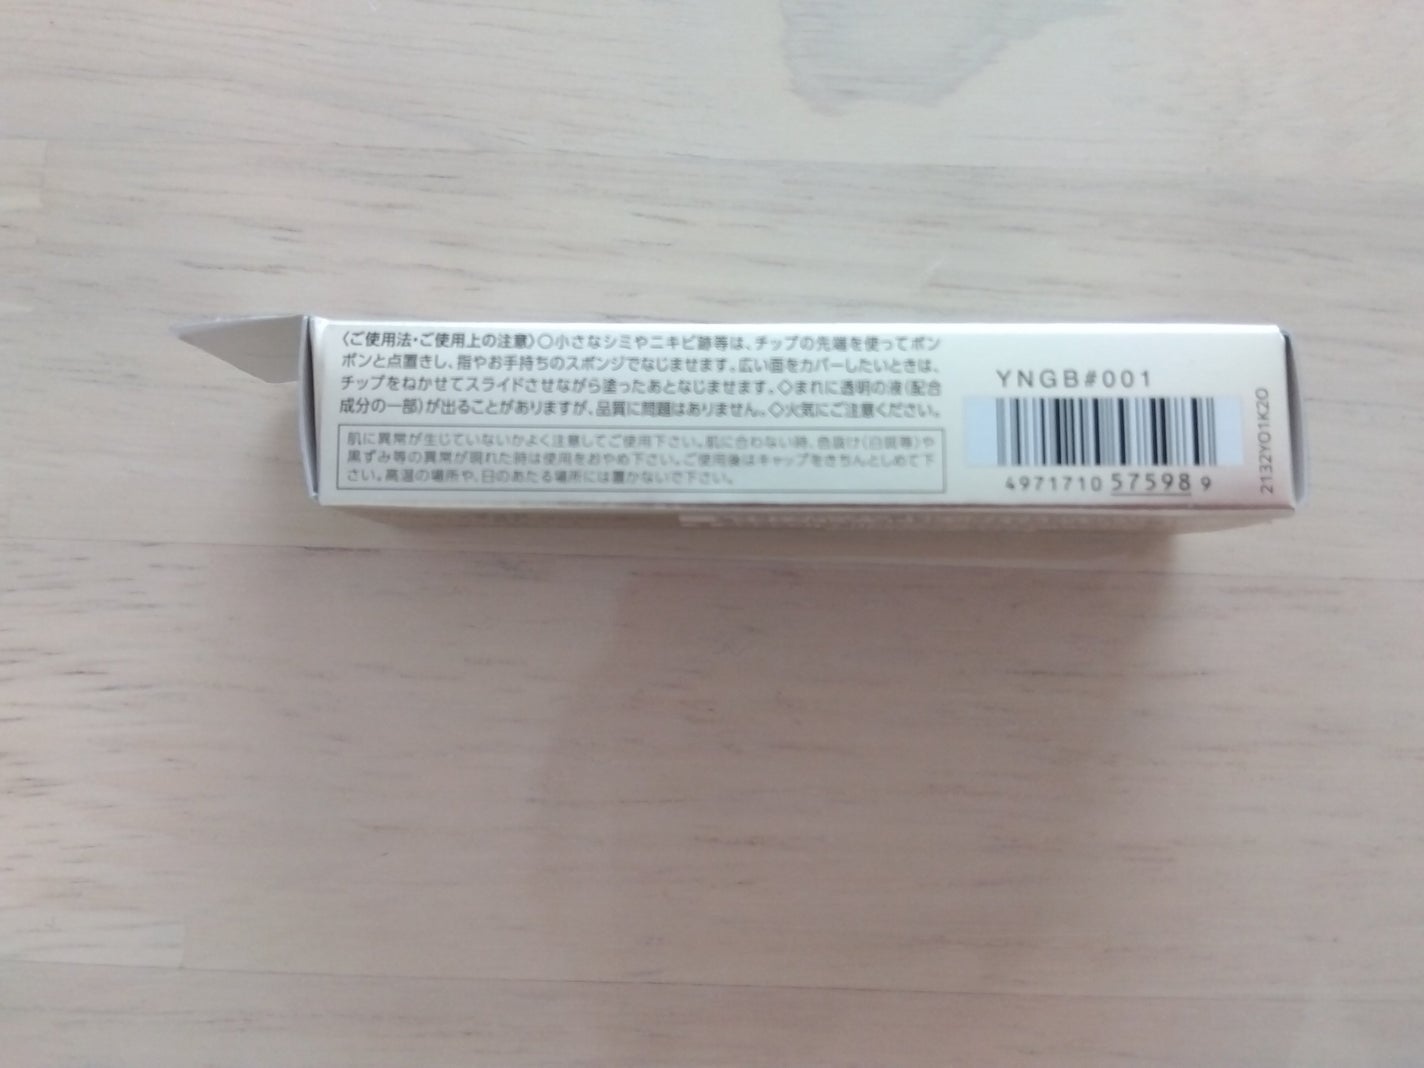 〈ご使用法・ご使用上の注意〉○小さなシミやニキビ跡等は、チップの先端を使ってポン
ポンと点置きし、指やお手持ちのスポンジでなじませます。広い面をカバーしたいときは、
チップをねかせてスライドさせながら塗ったあとなじませます。◇まれに透明の液(配合
成分の一部)が出ることがありますが、品質に問題はありません。◇火気にご注意ください。
肌に異常が生じていないかよく注意してご使用下さい。肌に合わない時、色抜け(白斑等)や
黒ずみ等の異常が現れた時は使用をおやめ下さい。ご使用後はキャップをきちんとしめて下
さい。高温の場所や、日のあたる場所には置かないで下さい。
YNGB#001
4971710 57598 9
2132Y01K20